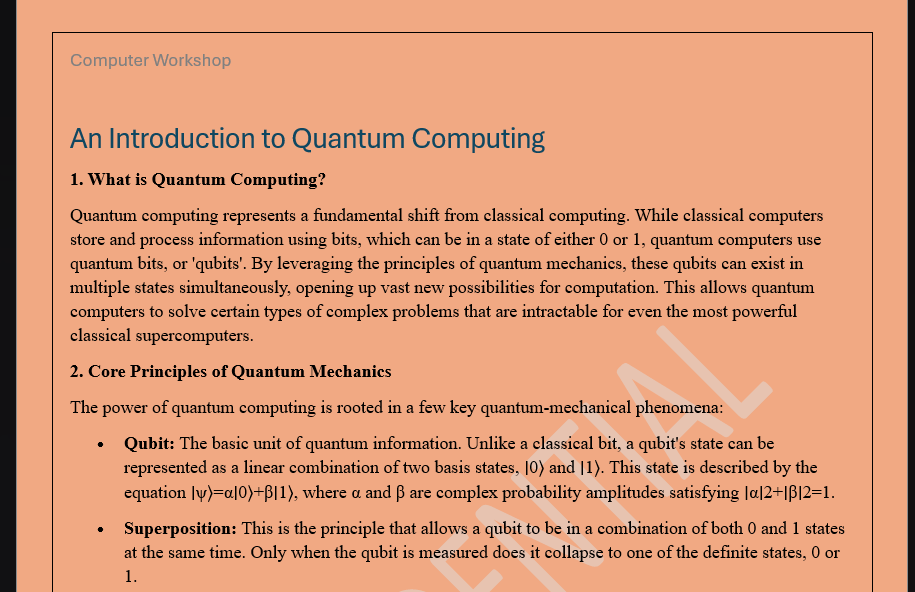 Computer Workshop
An Introduction to Quantum Computing
1. What is Quantum Computing?
Quantum computing represents a fundamental shift from classical computing. While classical computers
store and process information using bits, which can be in a state of either 0 or 1, quantum computers use
quantum bits, or 'qubits'. By leveraging the principles of quantum mechanics, these qubits can exist in
multiple states simultaneously, opening up vast new possibilities for computation. This allows quantum
computers to solve certain types of complex problems that are intractable for even the most powerful
classical supercomputers.
2. Core Principles of Quantum Mechanics
The power of quantum computing is rooted in a few key quantum-mechanical phenomena:
• Qubit: The basic unit of quantum information. Unlike a classical bit, a qubit's state can be
represented as a linear combination of two basis states, |0⟩ and |1⟩. This state is described by the
equation |ψ⟩=α|0⟩+β|1⟩, where α and β are complex probability amplitudes satisfying |α|2+|β|2=1.
• Superposition: This is the principle that allows a qubit to be in a combination of both 0 and 1 states
at the same time. Only when the qubit is measured does it collapse to one of the definite states, 0 or
1.
ENTIAL